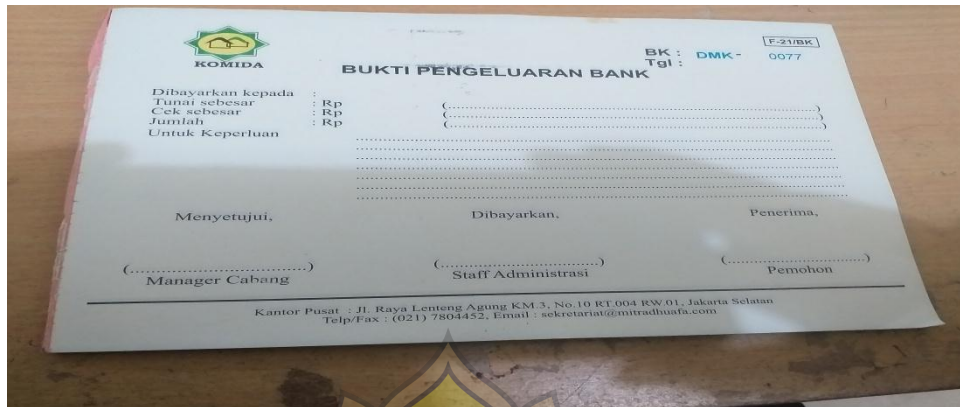 KOMIDA
F-21/BK
BK : DMK- 0077
Tgl :
BUKTI PENGELUARAN BANK
Dibayarkan kepada :
Tunai sebesar : Rp (..........)
Cek sebesar : Rp (..........)
Jumlah : Rp (..........)
Untuk Keperluan
Menyetujui, Dibayarkan, Penerima,
(..........) (..........) (..........)
Manager Cabang Staff Administrasi Pemohon
Kantor Pusat : Jl. Raya Lenteng Agung KM.3, No.10 RT.004 RW.01, Jakarta Selatan
Telp/Fax : (021) 7804452, Email : sekretariat@mitradhuafa.com